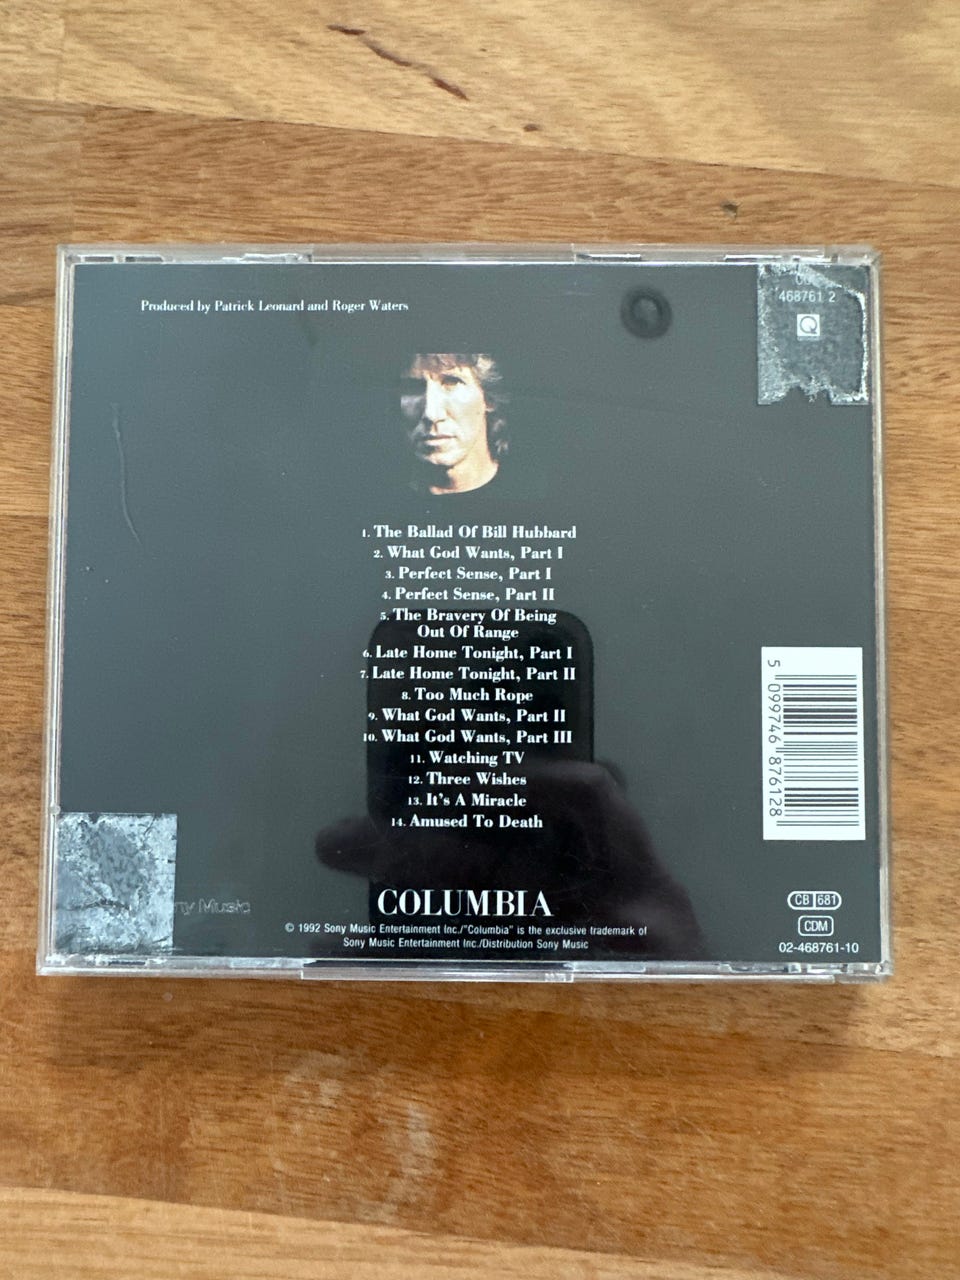 Produced by Patrick Leonard and Roger Waters
468761 2
Q
1. The Ballad Of Bill Hubbard
2. What God Wants, Part I
3. Perfect Sense, Part I
4. Perfect Sense, Part II
5. The Bravery Of Being
Out Of Range
6. Late Home Tonight, Part I
7. Late Home Tonight, Part II
8. Too Much Rope
9. What God Wants, Part II
10. What God Wants, Part III
11. Watching TV
12. Three Wishes
13. It's A Miracle
14. Amused To Death
5 099746 876128
Music
COLUMBIA
© 1992 Sony Music Entertainment Inc./"Columbia" is the exclusive trademark of
Sony Music Entertainment Inc./Distribution Sony Music
CB 681
CDM
02-468761-10